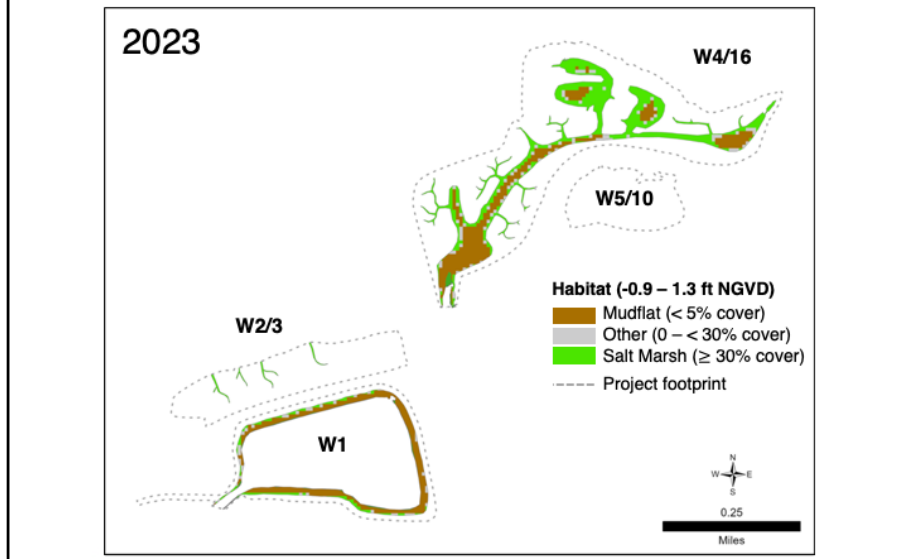 2023
W4/16
W5/10
Habitat (-0.9 – 1.3 ft NGVD)
Mudflat (< 5% cover)
Other (0 – < 30% cover)
Salt Marsh (≥ 30% cover)
Project footprint
W2/3
W1
N
W E
S
0.25
Miles